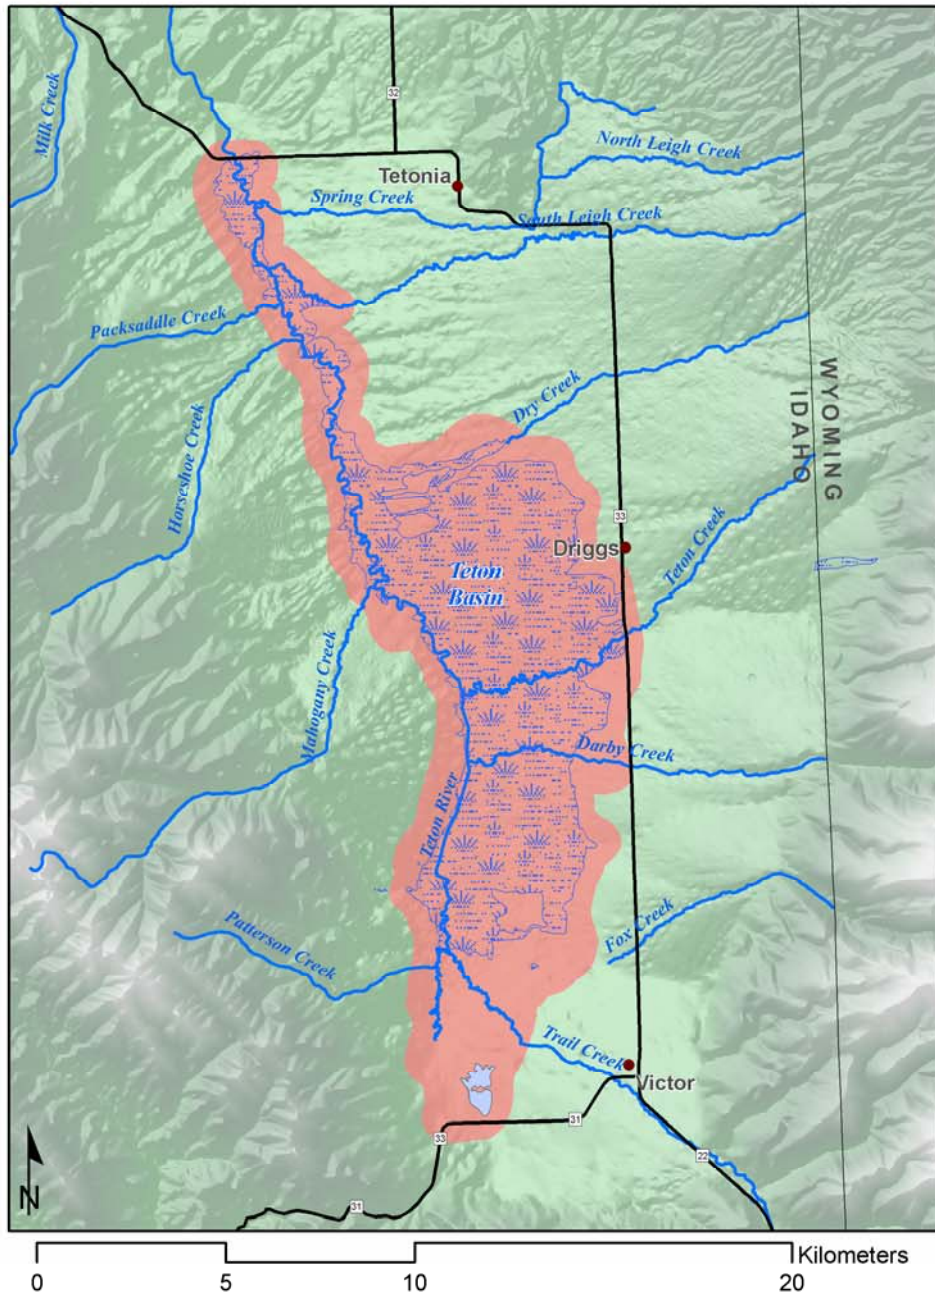 Milk Creek
32
North Leigh Creek
Tetonia
Spring Creek
South Leigh Creek
Packsaddle Creek
Dry Creek
WYOMING
IDAHO
Horseshoe Creek
33
Driggs
Teton Creek
Teton
Basin
Mahogany Creek
Darby Creek
Teton River
Patterson Creek
Fox Creek
Trail Creek
Victor
31
33
22
31
N
Kilometers
0
5
10
20